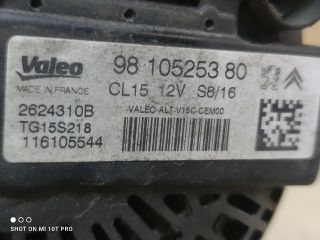 Valeo
98 105253 80
MADE IN FRANCE
CL15 12V S8/16
2624310B
-VALEO-ALT-V15C-CEM00
TG15S218
116105544
SHOT ON MI 10T PRO